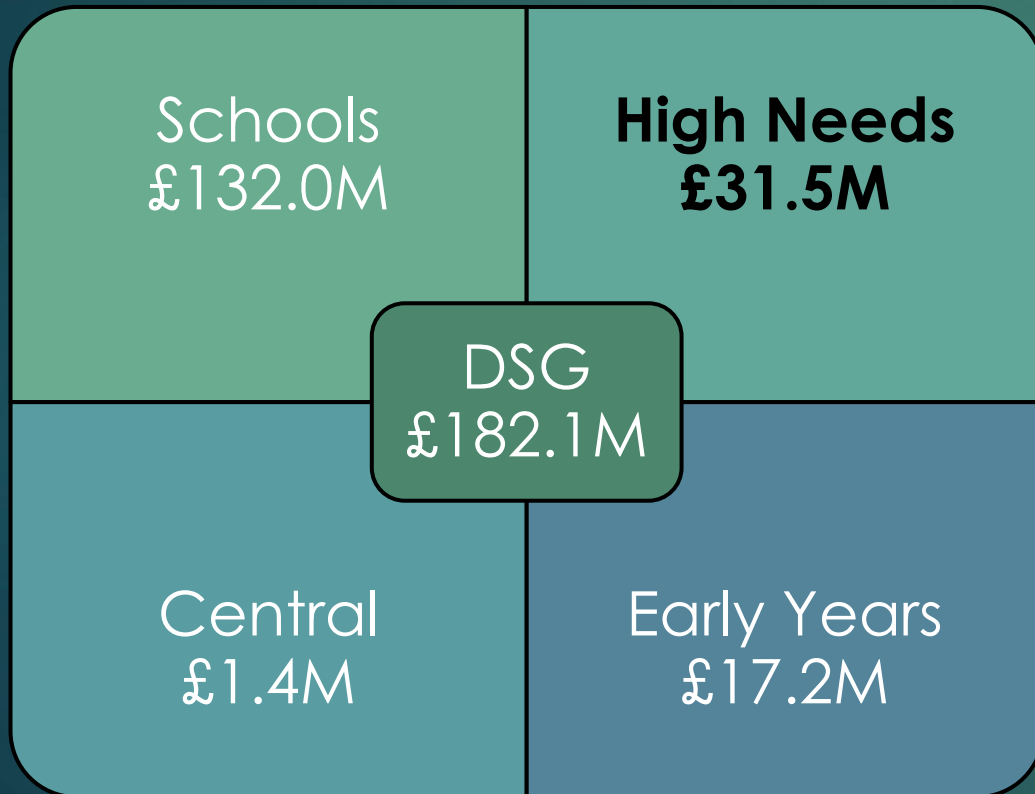 Schools
£132.0M
High Needs
£31.5M
DSG
£182.1M
Central
£1.4M
Early Years
£17.2M